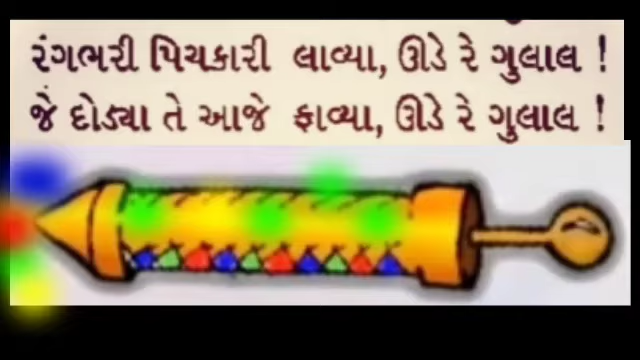 રંગભરી પિચકારી લાવ્યા, ઊડે રે ગુલાલ !
જે દોડ્યા તે આજે ફાવ્યા, ઊડે રે ગુલાલ !